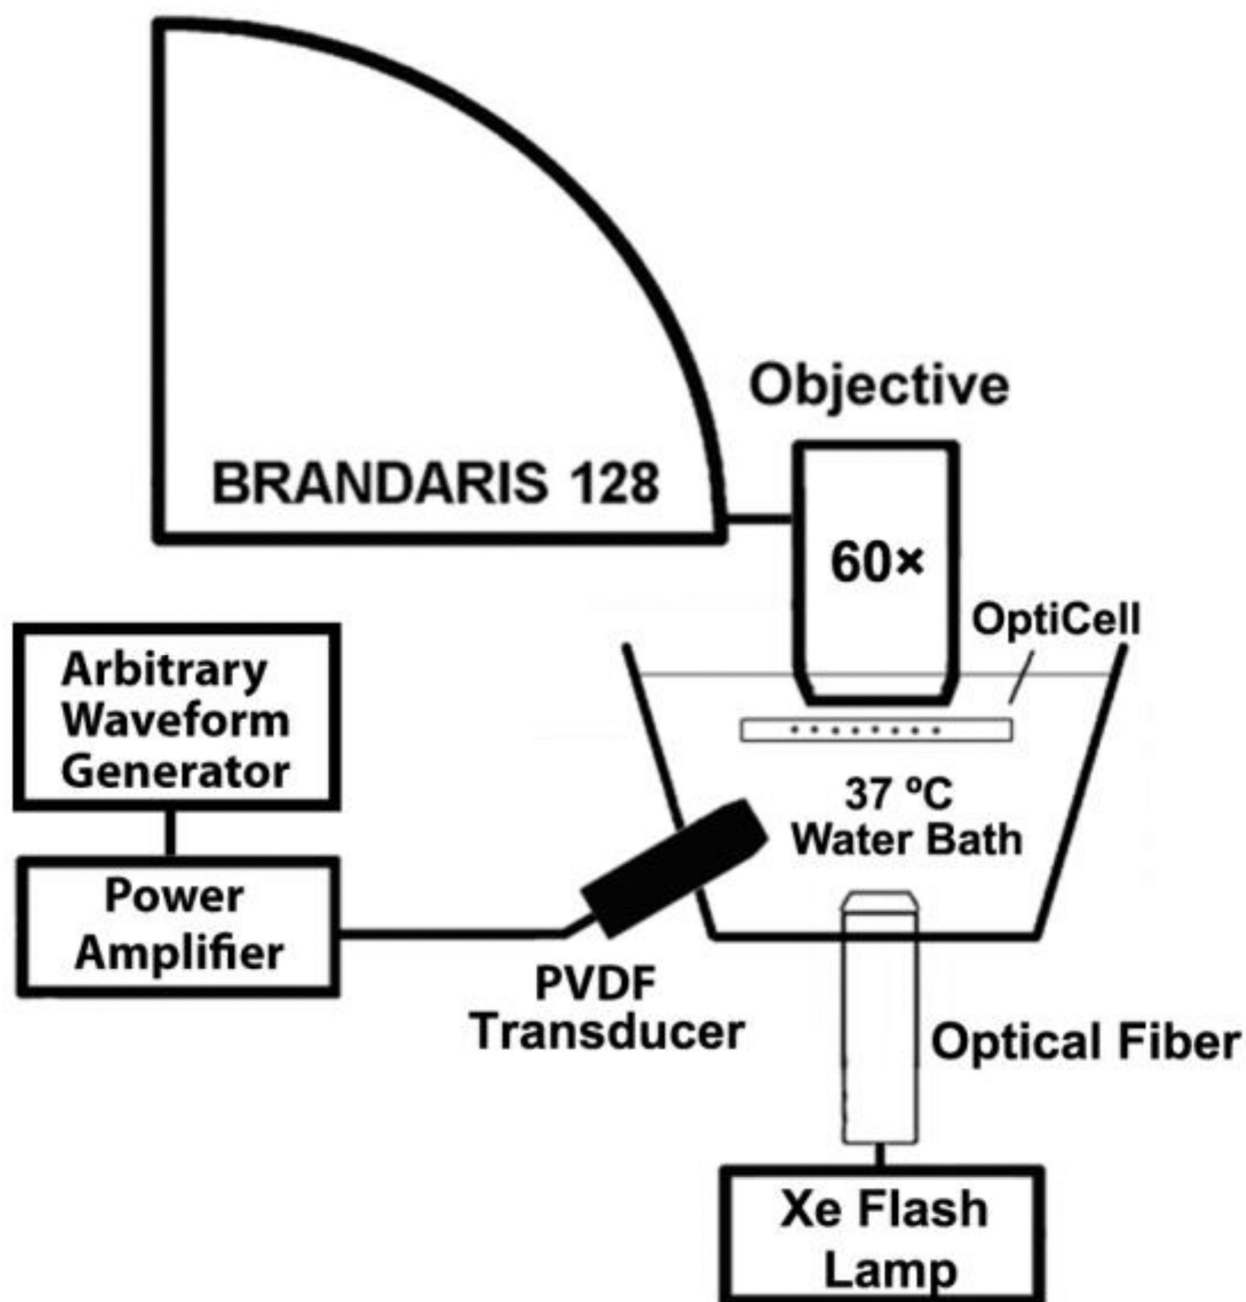 Objective
BRANDARIS 128
60×
OptiCell
Arbitrary
Waveform
Generator
37 ºC
Water Bath
Power
Amplifier
PVDF
Transducer
Optical Fiber
Xe Flash
Lamp